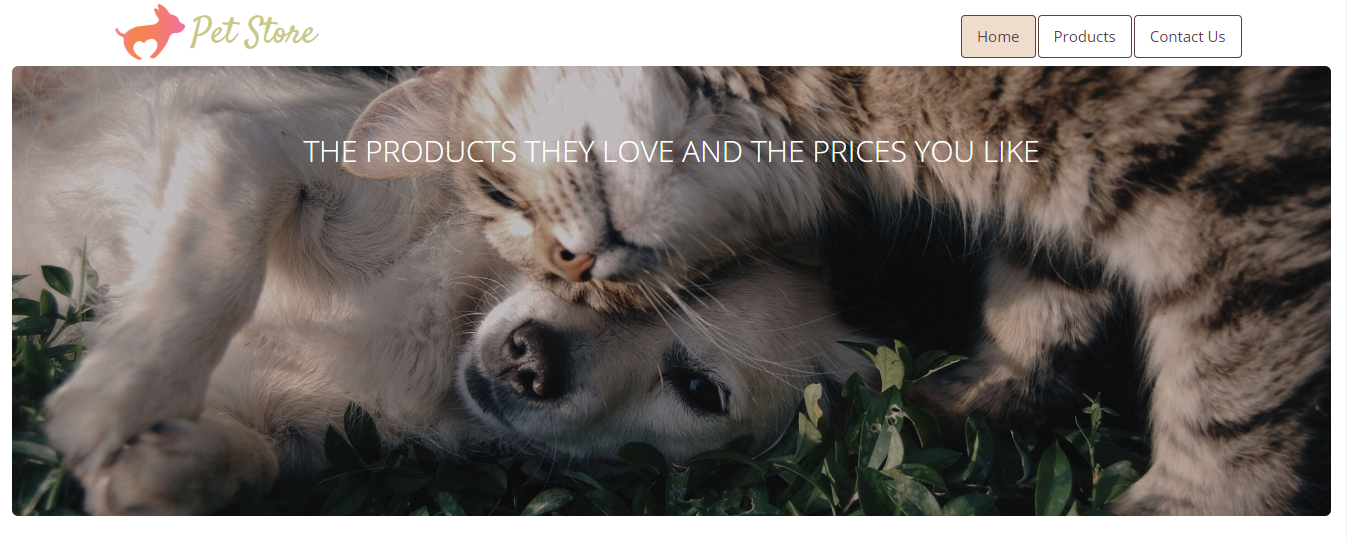 Pet Store
Home
Products
Contact Us
THE PRODUCTS THEY LOVE AND THE PRICES YOU LIKE